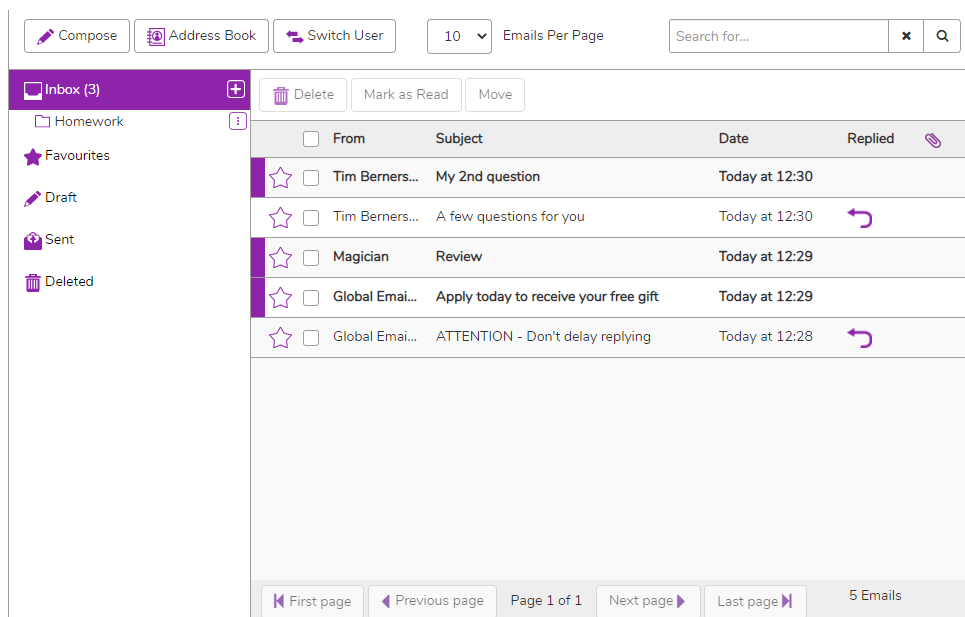 Compose Address Book Switch User 10 Emails Per Page Search for...
Inbox (3)
Homework
Favourites
Draft
Sent
Deleted
Delete Mark as Read Move
From Subject Date Replied
Tim Berners... My 2nd question Today at 12:30
Tim Berners... A few questions for you Today at 12:30
Magician Review Today at 12:29
Global Emai... Apply today to receive your free gift Today at 12:29
Global Emai... ATTENTION - Don't delay replying Today at 12:28
First page Previous page Page 1 of 1 Next page Last page 5 Emails